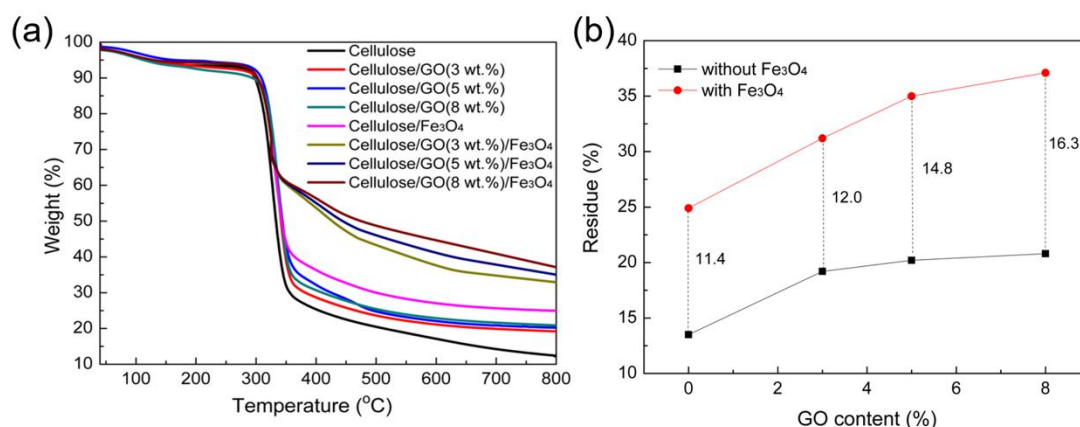 (a)
100
90
80
70
60
50
40
30
20
10
Weight (%)
Cellulose
Cellulose/GO(3 wt.%)
Cellulose/GO(5 wt.%)
Cellulose/GO(8 wt.%)
Cellulose/Fe₃O₄
Cellulose/GO(3 wt.%)/Fe₃O₄
Cellulose/GO(5 wt.%)/Fe₃O₄
Cellulose/GO(8 wt.%)/Fe₃O₄
100 200 300 400 500 600 700 800
Temperature (°C)
(b)
40
35
30
25
20
15
10
Residue (%)
without Fe₃O₄
with Fe₃O₄
11.4
12.0
14.8
16.3
0 2 4 6 8
GO content (%)